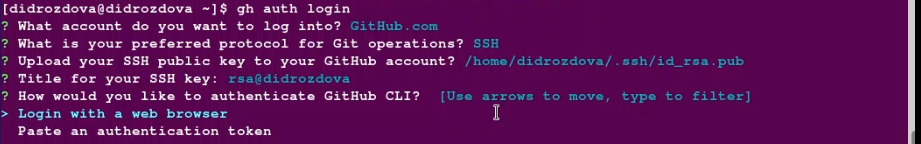 [didrozdova@didrozdova ~]$ gh auth login
? What account do you want to log into? GitHub.com
? What is your preferred protocol for Git operations? SSH
? Upload your SSH public key to your GitHub account? /home/didrozdova/.ssh/id_rsa.pub
? Title for your SSH key: rsa@didrozdova
? How would you like to authenticate GitHub CLI?  [Use arrows to move, type to filter]
> Login with a web browser
  Paste an authentication token